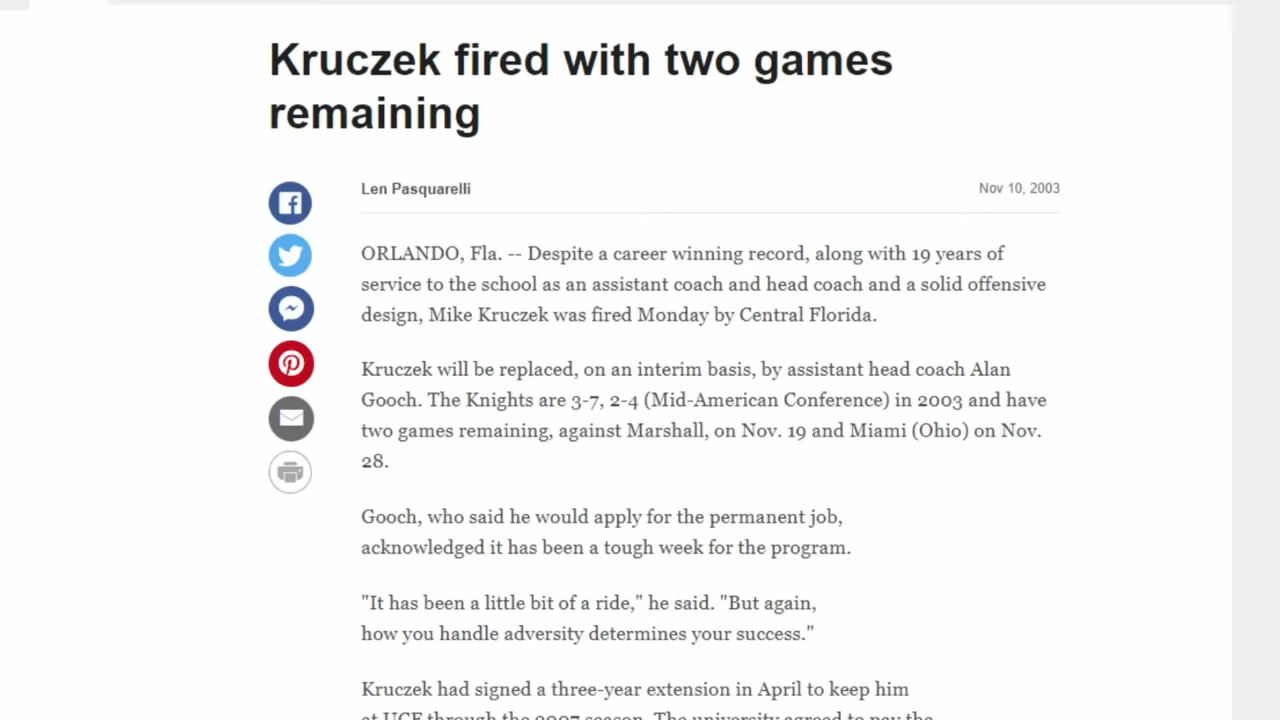 Kruczek fired with two games
remaining
Len Pasquarelli
Nov 10, 2003
ORLANDO, Fla. -- Despite a career winning record, along with 19 years of
service to the school as an assistant coach and head coach and a solid offensive
design, Mike Kruczek was fired Monday by Central Florida.
Kruczek will be replaced, on an interim basis, by assistant head coach Alan
Gooch. The Knights are 3-7, 2-4 (Mid-American Conference) in 2003 and have
two games remaining, against Marshall, on Nov. 19 and Miami (Ohio) on Nov.
28.
Gooch, who said he would apply for the permanent job,
acknowledged it has been a tough week for the program.
"It has been a little bit of a ride," he said. "But again,
how you handle adversity determines your success."
Kruczek had signed a three-year extension in April to keep him
at UCF through the 2007 season. The university agreed to pay the